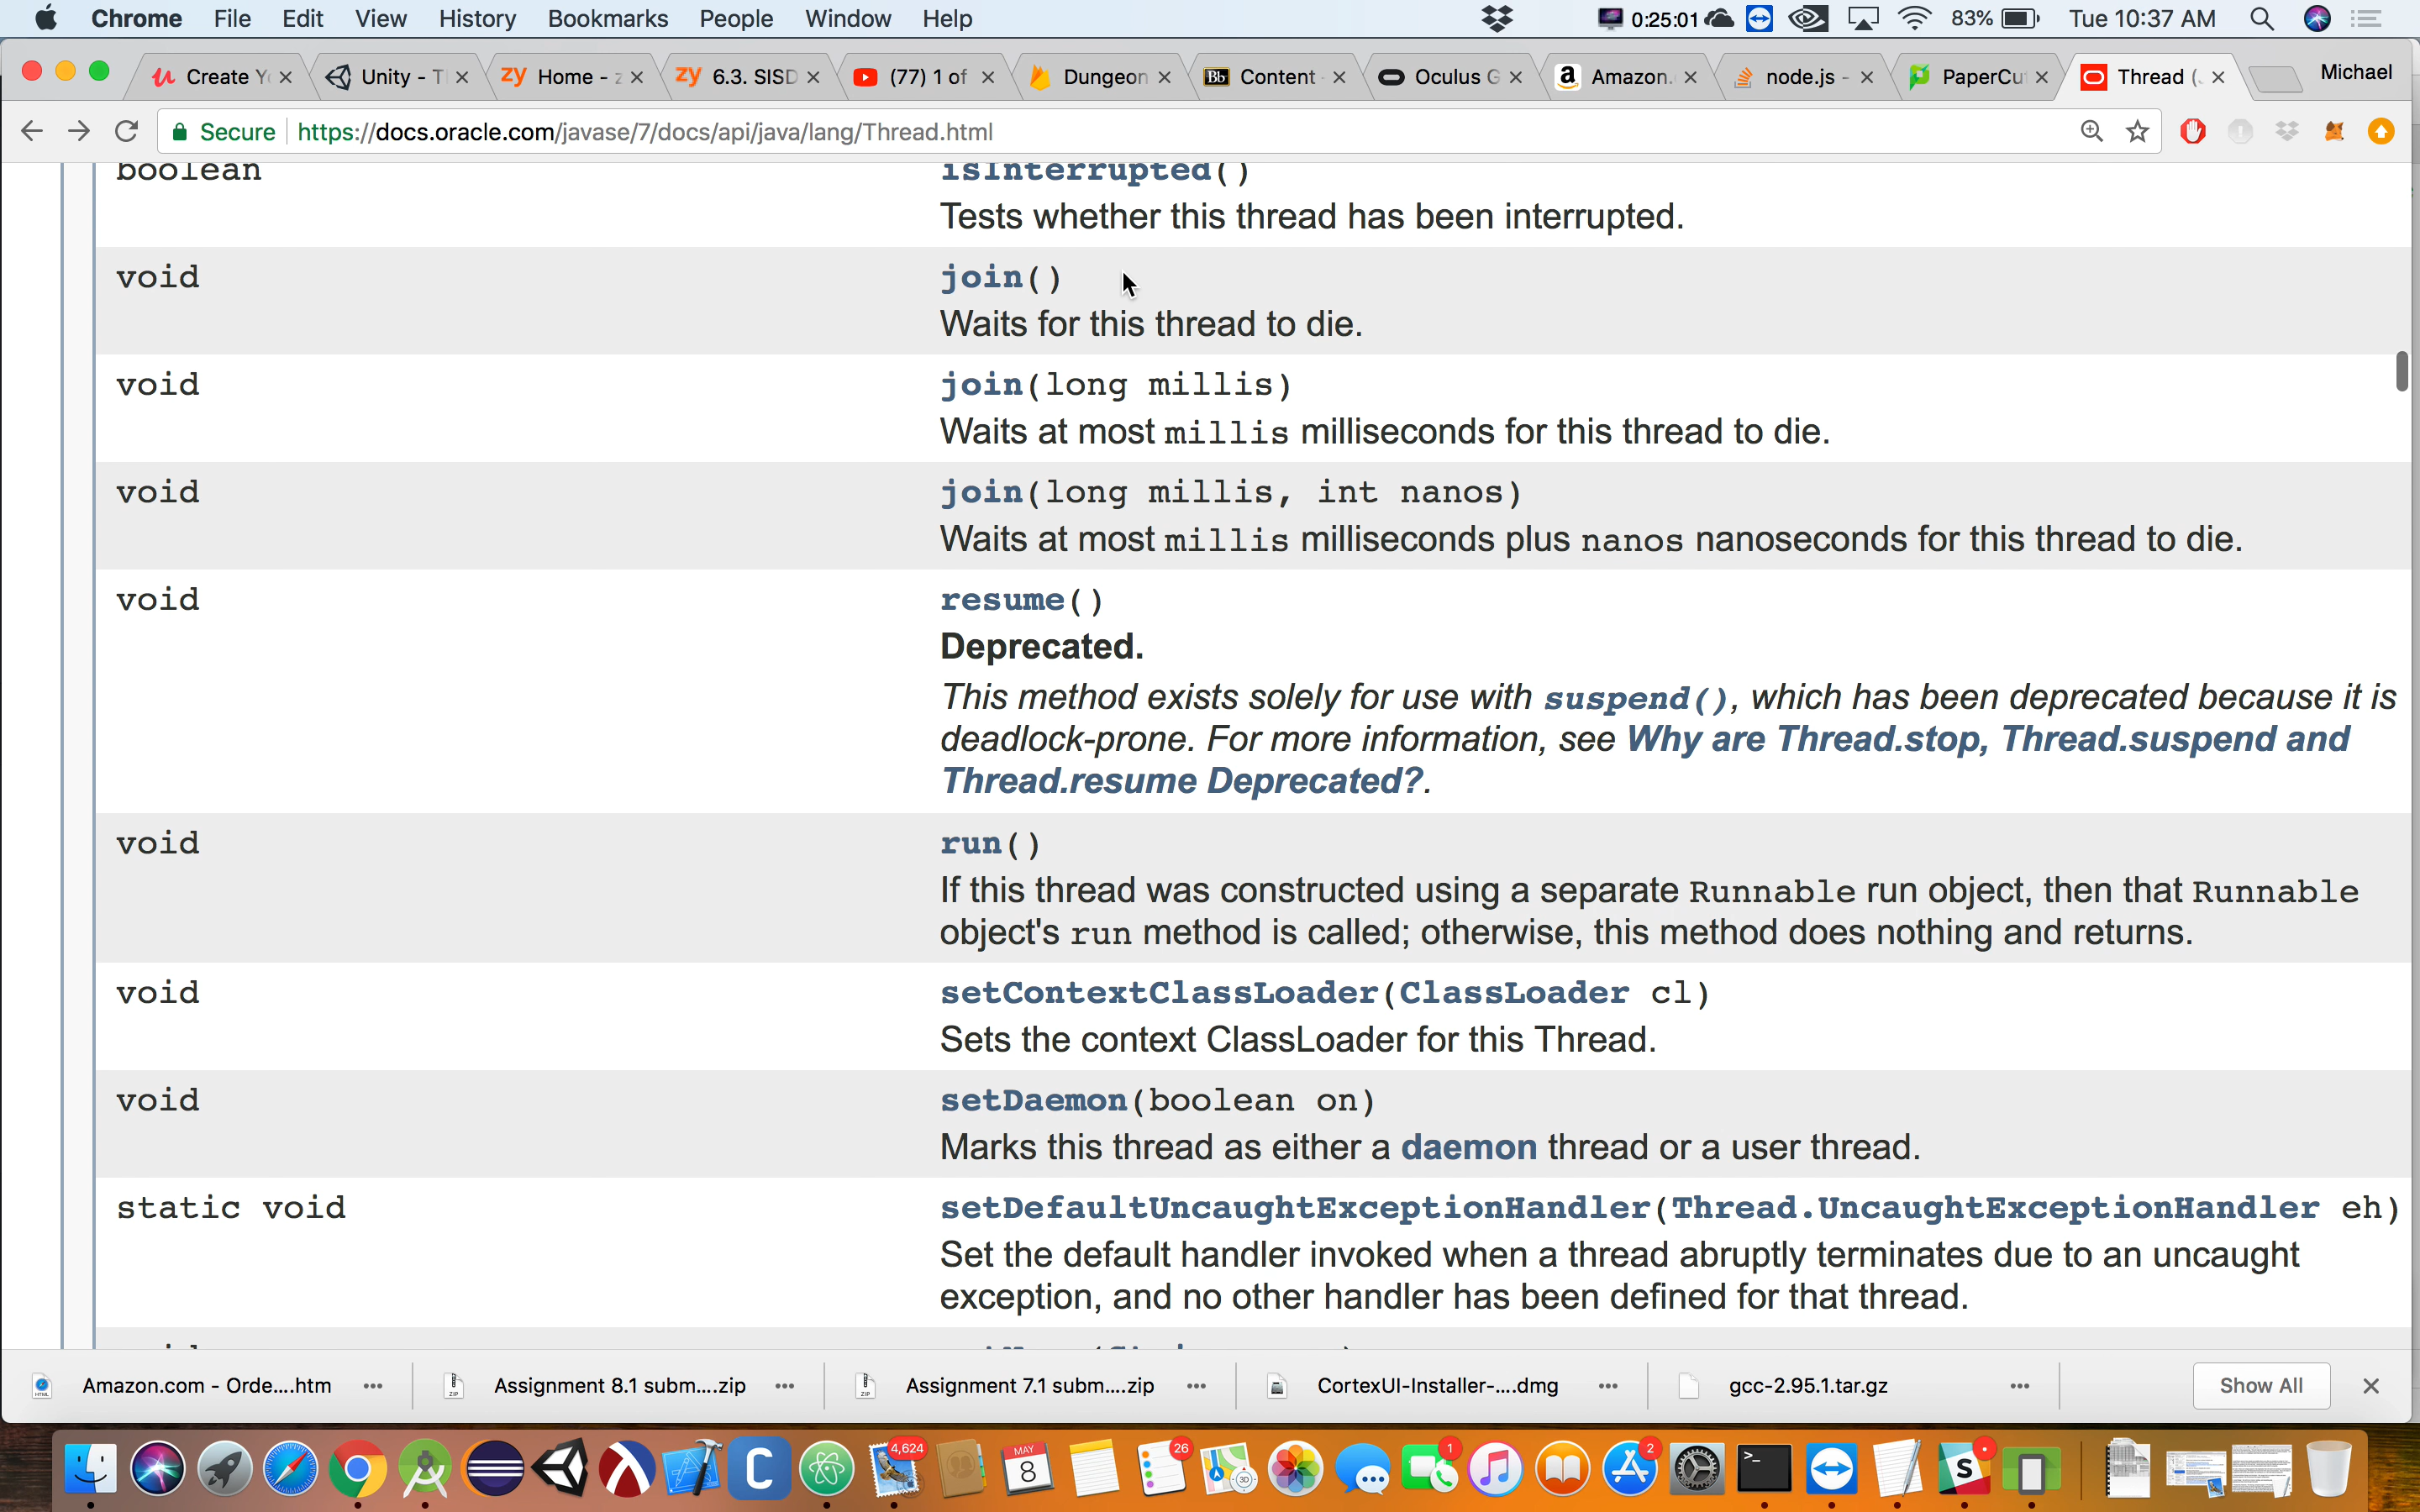 Chrome File Edit View History Bookmarks People Window Help 0:25:01 83% Tue 10:37 AM
Create Y Unity - T zy Home - z zy 6.3. SISD (77) 1 of Dungeon Bb Content - Oculus G a Amazon. node.js - PaperCu Thread ( Michael
Secure https://docs.oracle.com/javase/7/docs/api/java/lang/Thread.html
boolean isInterrupted()
Tests whether this thread has been interrupted.
void join()
Waits for this thread to die.
void join(long millis)
Waits at most millis milliseconds for this thread to die.
void join(long millis, int nanos)
Waits at most millis milliseconds plus nanos nanoseconds for this thread to die.
void resume()
Deprecated.
This method exists solely for use with suspend(), which has been deprecated because it is
deadlock-prone. For more information, see Why are Thread.stop, Thread.suspend and
Thread.resume Deprecated?.
void run()
If this thread was constructed using a separate Runnable run object, then that Runnable
object's run method is called; otherwise, this method does nothing and returns.
void setContextClassLoader(ClassLoader cl)
Sets the context ClassLoader for this Thread.
void setDaemon(boolean on)
Marks this thread as either a daemon thread or a user thread.
static void setDefaultUncaughtExceptionHandler(Thread.UncaughtExceptionHandler eh)
Set the default handler invoked when a thread abruptly terminates due to an uncaught
exception, and no other handler has been defined for that thread.
Amazon.com - Orde....htm Assignment 8.1 subm....zip Assignment 7.1 subm....zip CortexUI-Installer-....dmg gcc-2.95.1.tar.gz Show All
4,624 MAY 8 26 3D 1 2